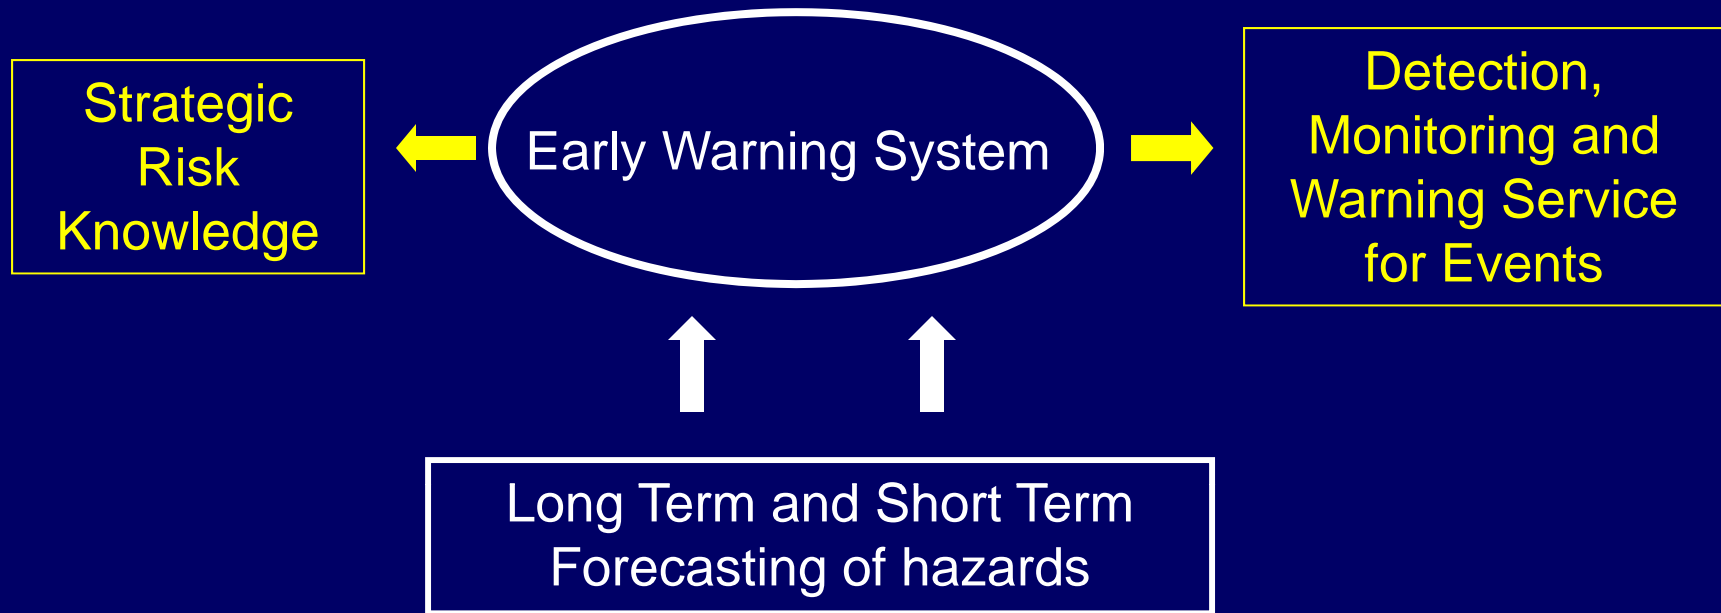 Strategic
Risk
Knowledge
Early Warning System
Detection,
Monitoring and
Warning Service
for Events
Long Term and Short Term
Forecasting of hazards